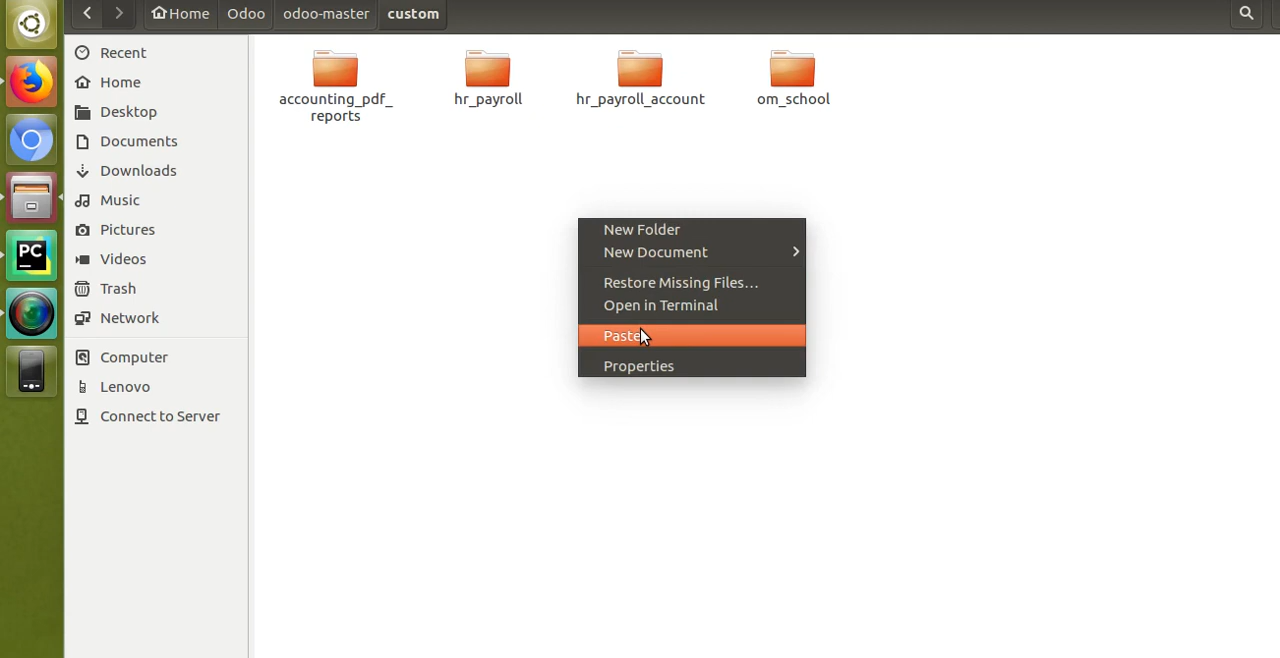 Home Odoo odoo-master custom
Recent
Home
Desktop
Documents
Downloads
Music
Pictures
Videos
Trash
Network
Computer
Lenovo
Connect to Server
accounting_pdf_
reports
hr_payroll
hr_payroll_account
om_school
New Folder
New Document
Restore Missing Files...
Open in Terminal
Paste
Properties
PC